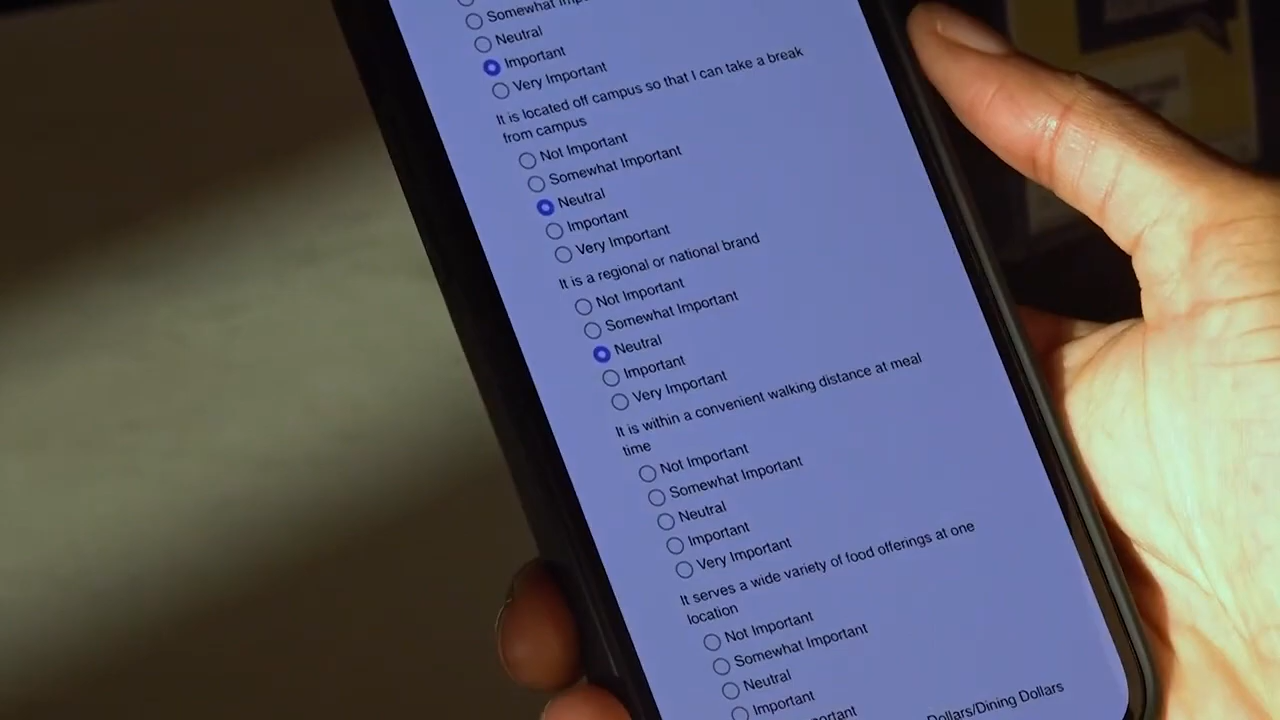 Somewhat
Neutral
Important
Very Important
It is located off campus so that I can take a break
from campus
Not Important
Somewhat Important
Neutral
Important
Very Important
It is a regional or national brand
Not Important
Somewhat Important
Neutral
Important
Very Important
It is within a convenient walking distance at meal
time
Not Important
Somewhat Important
Neutral
Important
Very Important
It serves a wide variety of food offerings at one
location
Not Important
Somewhat Important
Neutral
Important
Dollars/Dining Dollars